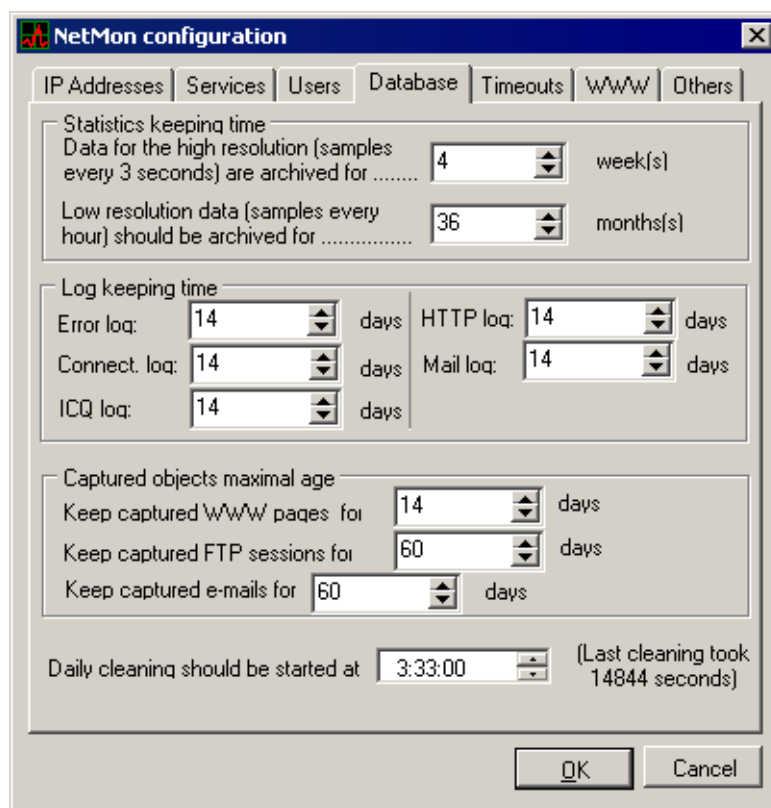 NetMon configuration
IP Addresses Services Users Database Timeouts WWW Others
Statistics keeping time
Data for the high resolution (samples
every 3 seconds) are archived for ........ 4 week(s)
Low resolution data (samples every
hour) should be archived for ................ 36 months(s)
Log keeping time
Error log: 14 days HTTP log: 14 days
Connect. log: 14 days Mail log: 14 days
ICQ log: 14 days
Captured objects maximal age
Keep captured WWW pages for 14 days
Keep captured FTP sessions for 60 days
Keep captured e-mails for 60 days
Daily cleaning should be started at 3:33:00 (Last cleaning took
14844 seconds)
OK Cancel